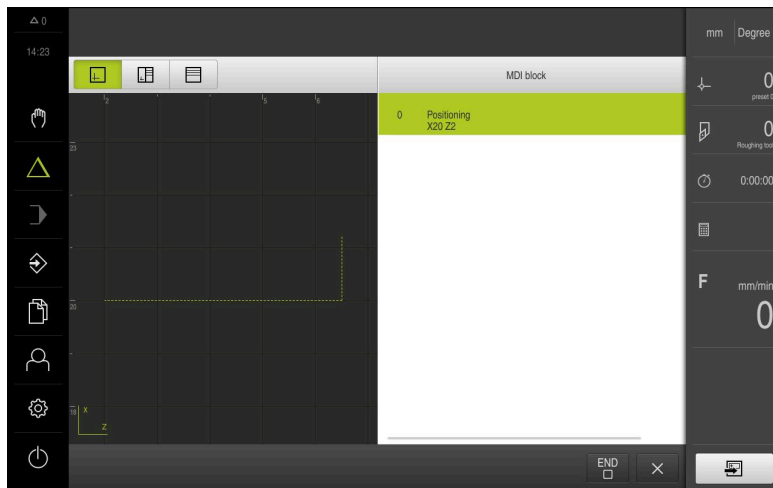 0
14:23
mm Degree
MDI block
2 5 6
23
20
18
X
Z
0 Positioning
X20 Z2
0
preset 0
0
Roughing tool
0:00:00
F mm/min
0
END